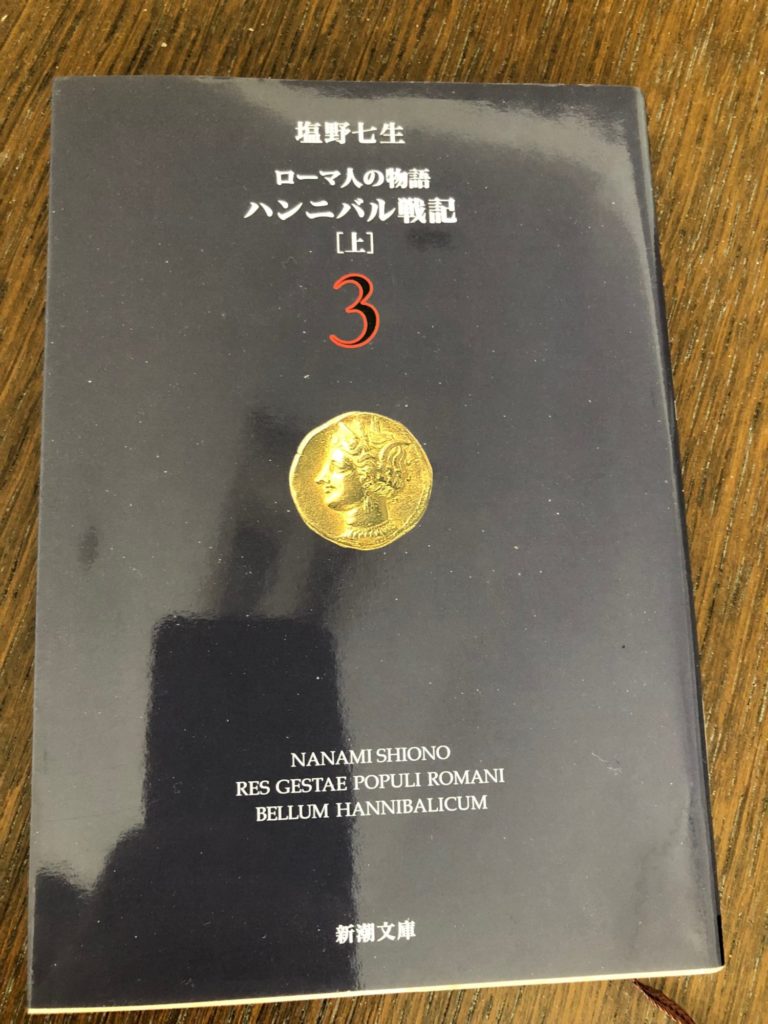 塩野七生
ローマ人の物語
ハンニバル戦記
[上]
3
NANAMI SHIONO
RES GESTAE POPULI ROMANI
BELLUM HANNIBALICUM
新潮文庫